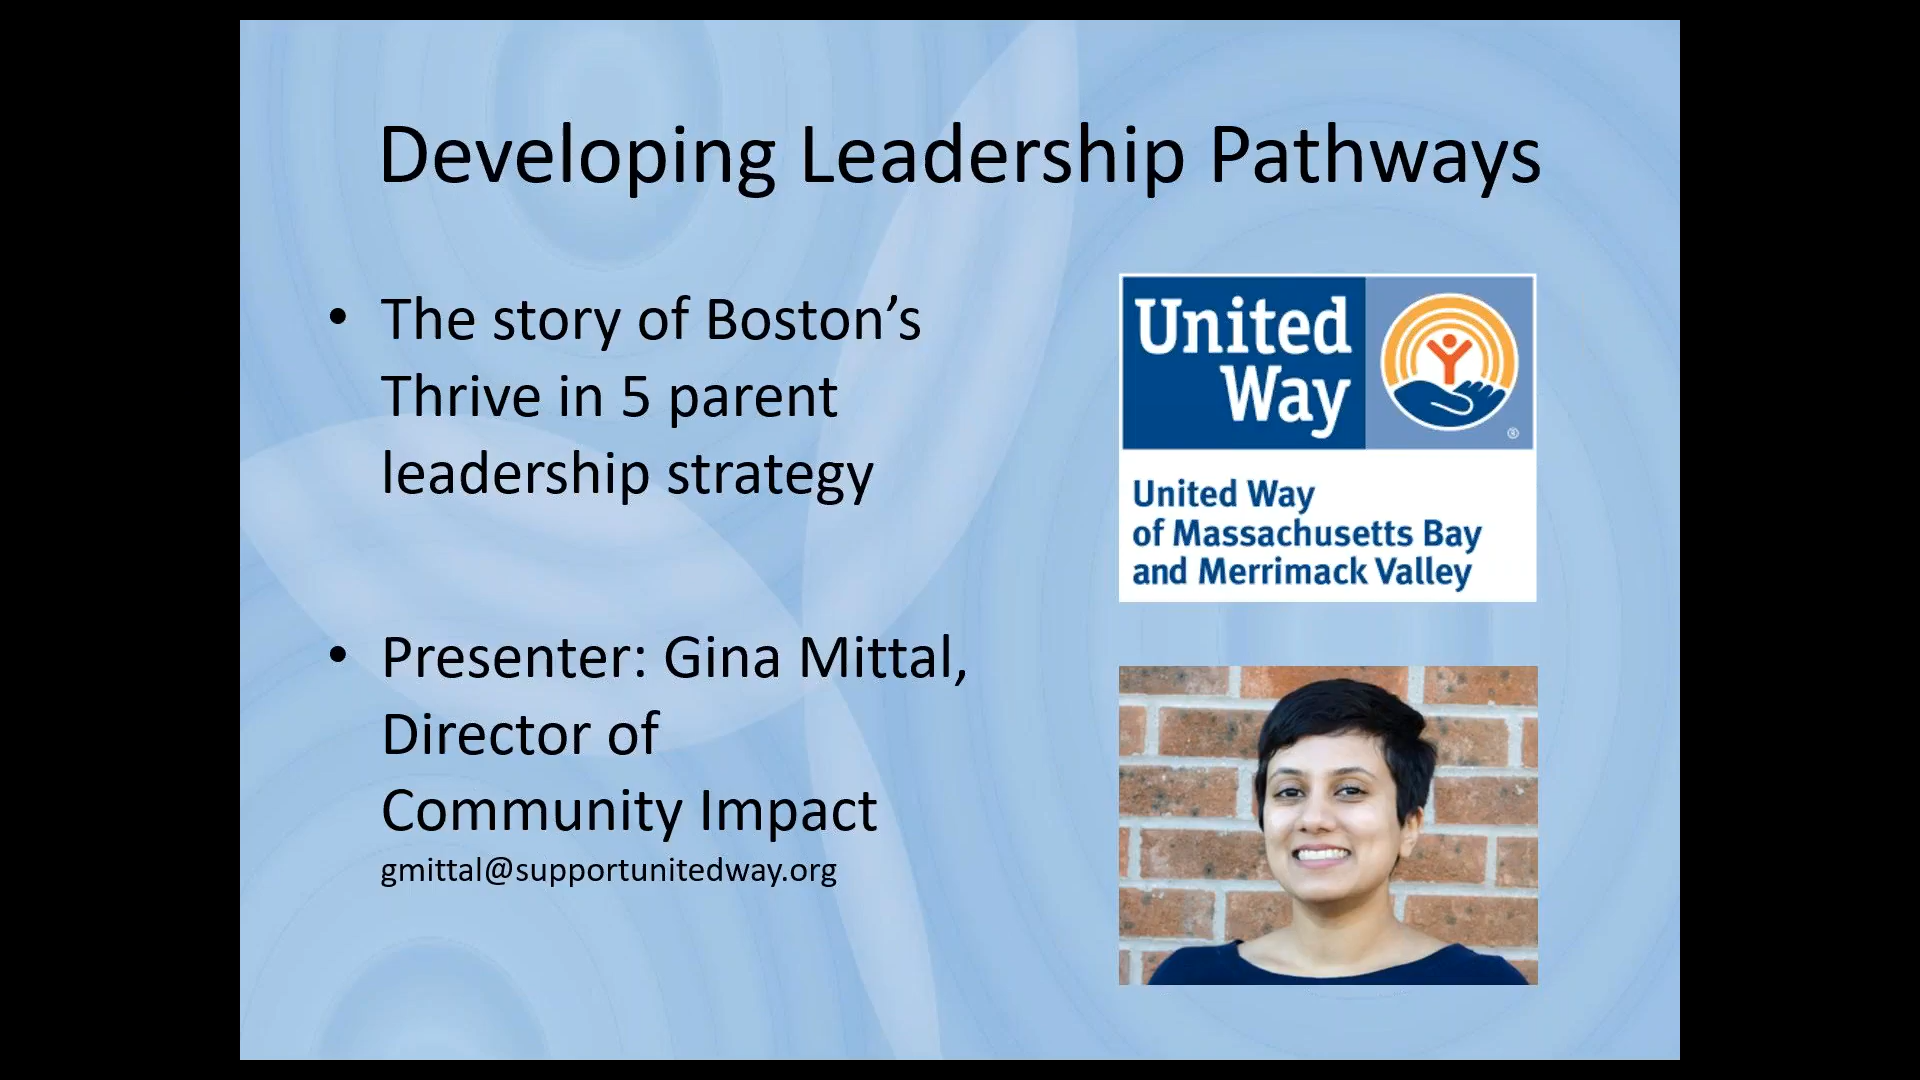 Developing Leadership Pathways
• The story of Boston’s
Thrive in 5 parent
leadership strategy
• Presenter: Gina Mittal,
Director of
Community Impact
gmittal@supportunitedway.org
United
Way
®
United Way
of Massachusetts Bay
and Merrimack Valley